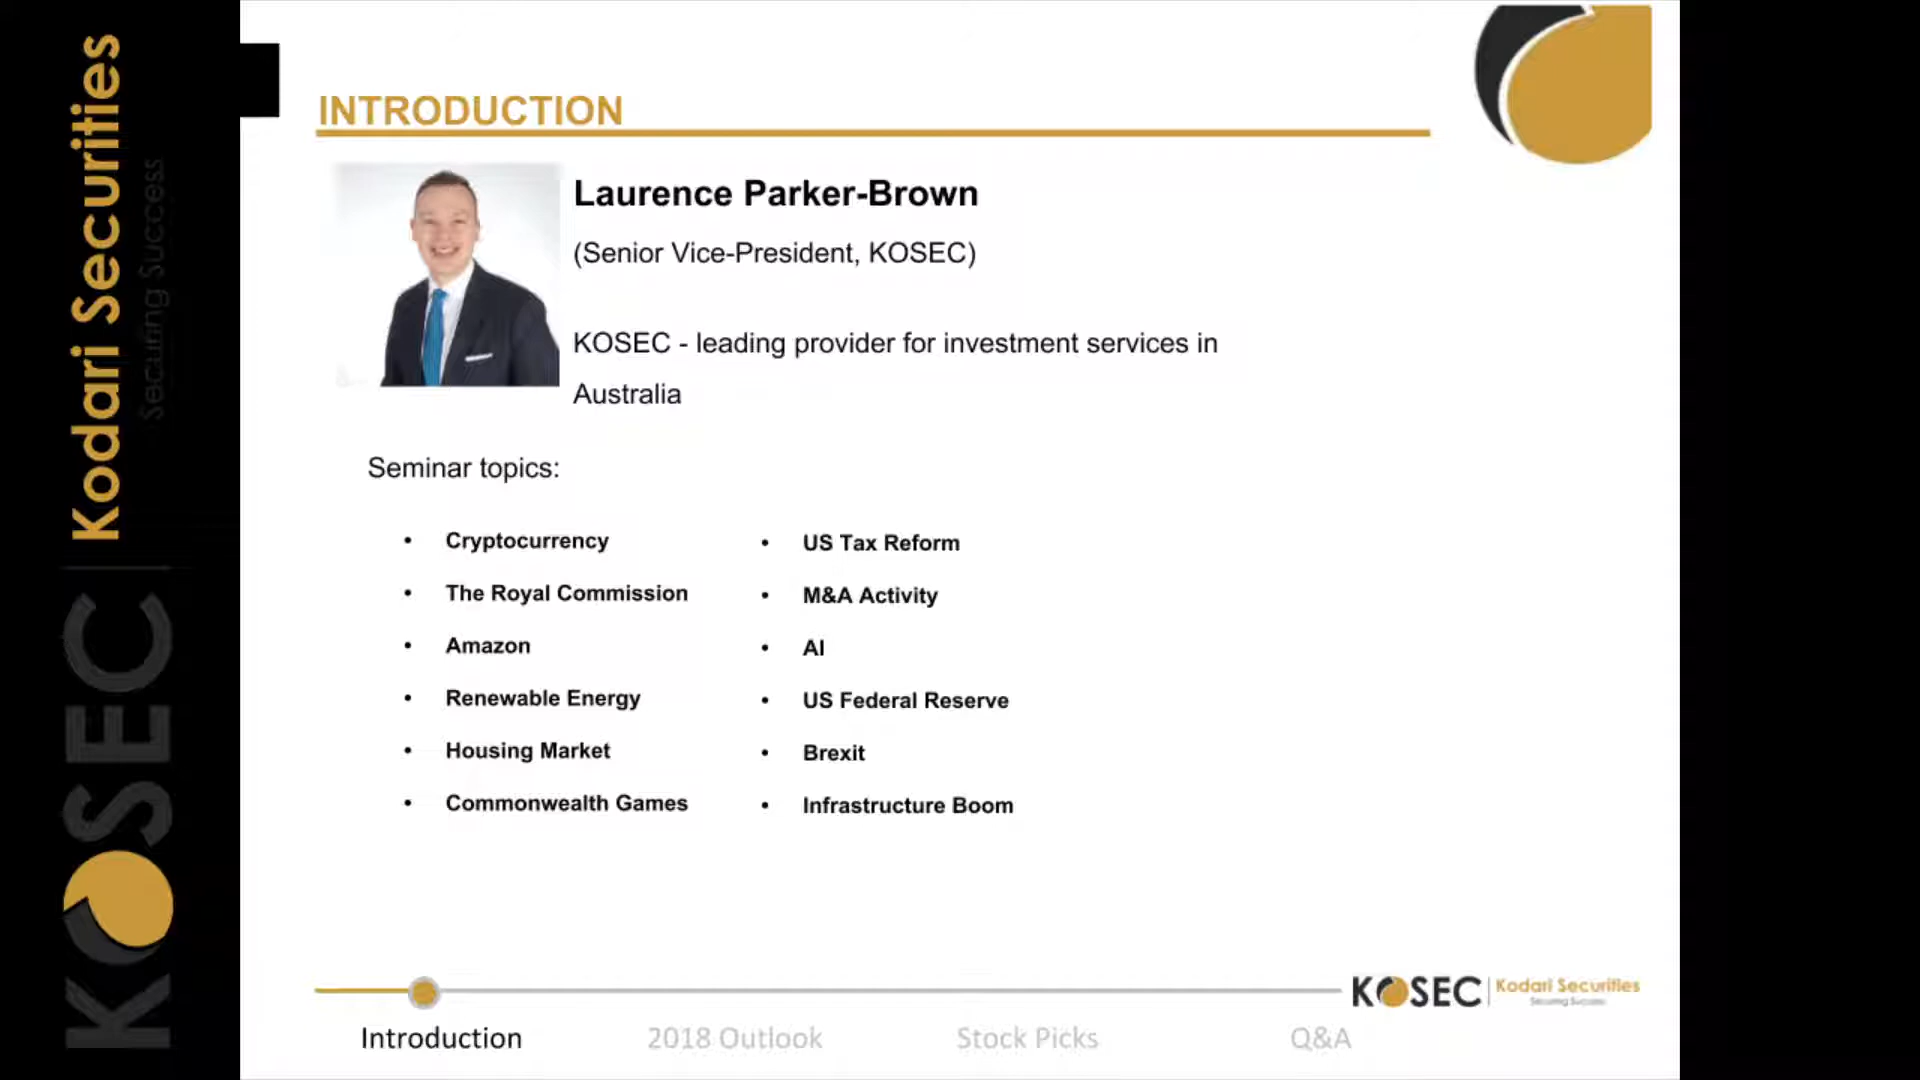 KOSEC | Kodari Securities
Securing Success
INTRODUCTION
Laurence Parker-Brown
(Senior Vice-President, KOSEC)
KOSEC - leading provider for investment services in
Australia
Seminar topics:
• Cryptocurrency
• The Royal Commission
• Amazon
• Renewable Energy
• Housing Market
• Commonwealth Games
• US Tax Reform
• M&A Activity
• AI
• US Federal Reserve
• Brexit
• Infrastructure Boom
KOSEC | Kodari Securities
Securing Success
Introduction
2018 Outlook
Stock Picks
Q&A